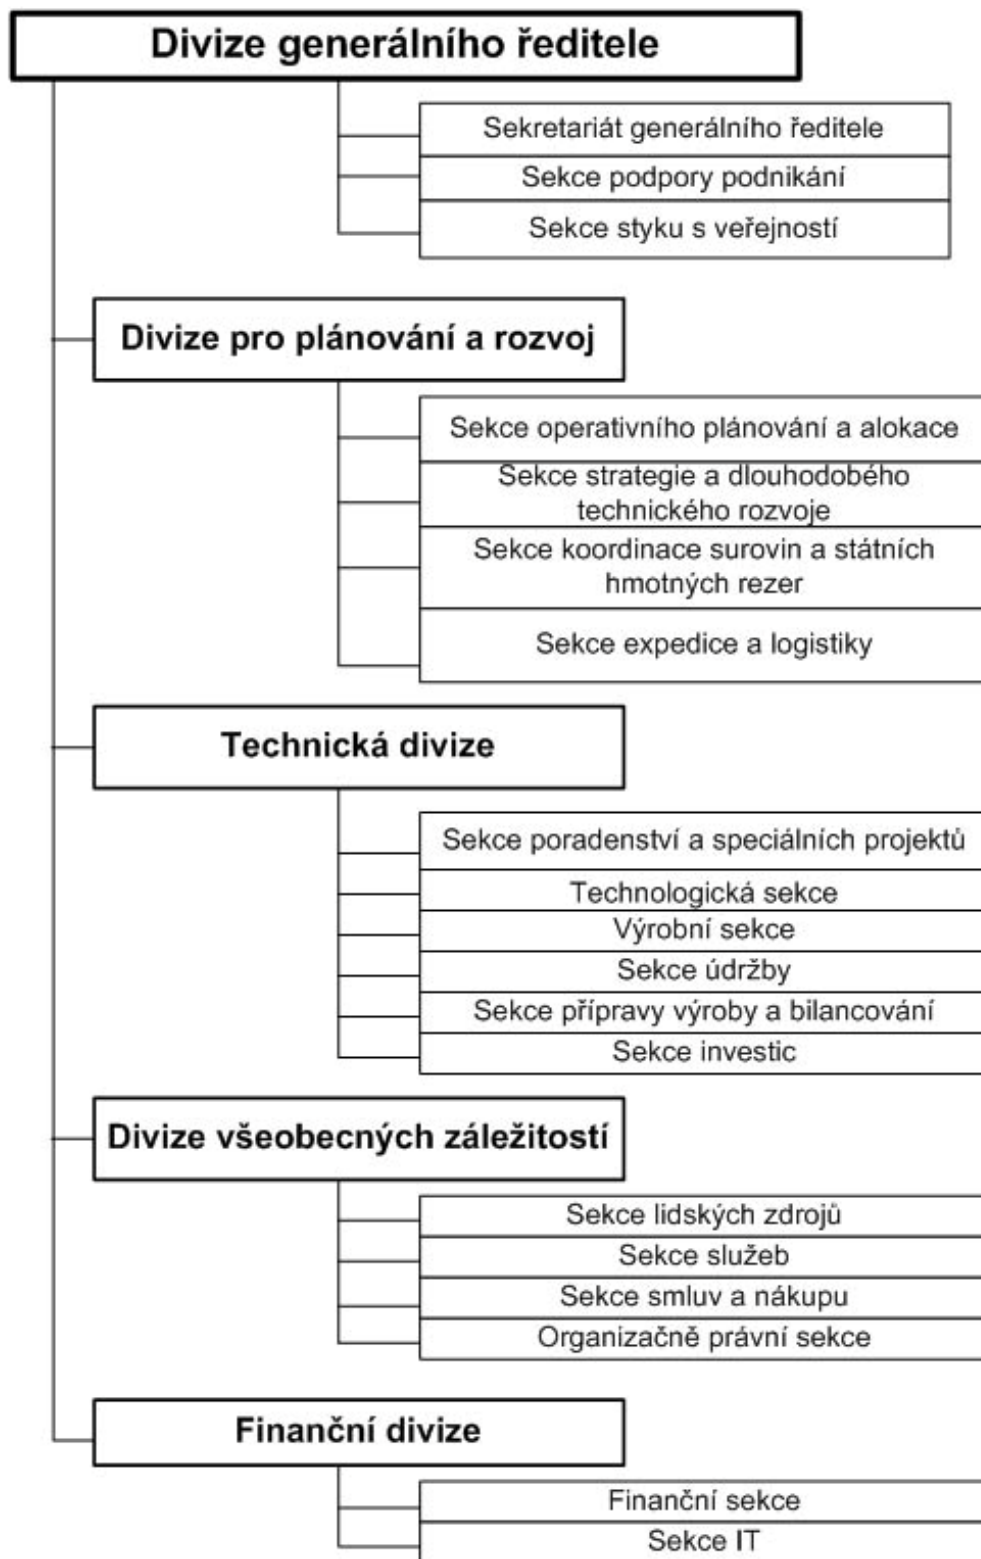 Divize generálního ředitele
Sekretariát generálního ředitele
Sekce podpory podnikání
Sekce styku s veřejností
Divize pro plánování a rozvoj
Sekce operativního plánování a alokace
Sekce strategie a dlouhodobého
technického rozvoje
Sekce koordinace surovin a státních
hmotných rezer
Sekce expedice a logistiky
Technická divize
Sekce poradenství a speciálních projektů
Technologická sekce
Výrobní sekce
Sekce údržby
Sekce přípravy výroby a bilancování
Sekce investic
Divize všeobecných záležitostí
Sekce lidských zdrojů
Sekce služeb
Sekce smluv a nákupu
Organizačně právní sekce
Finanční divize
Finanční sekce
Sekce IT